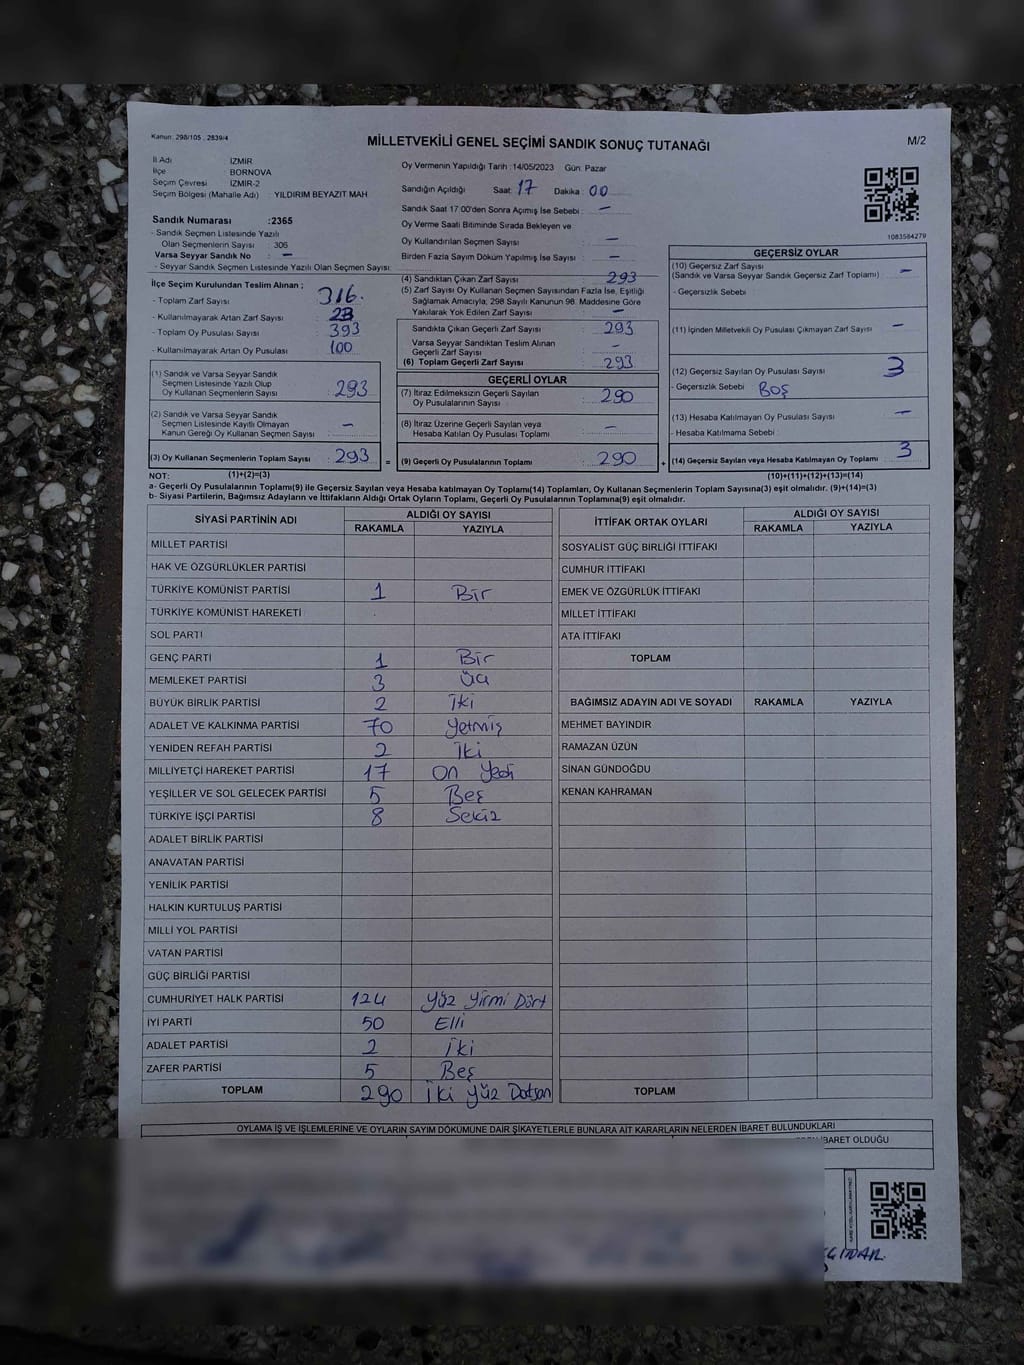 Kanun: 298/105 , 2839/4
MİLLETVEKİLİ GENEL SEÇİMİ SANDIK SONUÇ TUTANAĞI
M/2
İl Adı : İZMİR
İlçe : BORNOVA
Seçim Çevresi : İZMİR-2
Seçim Bölgesi (Mahalle Adı) : YILDIRIM BEYAZIT MAH
Sandık Numarası :2365
- Sandık Seçmen Listesinde Yazılı
Olan Seçmenlerin Sayısı : 306
Varsa Seyyar Sandık No : –
- Seyyar Sandık Seçmen Listesinde Yazılı Olan Seçmen Sayısı
İlçe Seçim Kurulundan Teslim Alınan ;
- Toplam Zarf Sayısı : 316.
- Kullanılmayarak Artan Zarf Sayısı : 23
- Toplam Oy Pusulası Sayısı : 393
- Kullanılmayarak Artan Oy Pusulası : 100
(1) Sandık ve Varsa Seyyar Sandık
Seçmen Listesinde Yazılı Olup
Oy Kullanan Seçmenlerin Sayısı : 293
(2) Sandık ve Varsa Seyyar Sandık
Seçmen Listesinde Kayıtlı Olmayan
Kanun Gereği Oy Kullanan Seçmen Sayısı : –
(3) Oy Kullanan Seçmenlerin Toplam Sayısı : 293 =
Oy Vermenin Yapıldığı Tarih :14/05/2023 Gün: Pazar
Sandığın Açıldığı Saat: 17 Dakika : 00
Sandık Saat 17:00'den Sonra Açımış İse Sebebi : –
Oy Verme Saati Bitiminde Sırada Bekleyen ve
Oy Kullandırılan Seçmen Sayısı : –
Birden Fazla Sayım Döküm Yapılmış İse Sayısı : –
(4) Sandıktan Çıkan Zarf Sayısı : 293
(5) Zarf Sayısı Oy Kullanan Seçmen Sayısından Fazla İse, Eşitliği
Sağlamak Amacıyla; 298 Sayılı Kanunun 98. Maddesine Göre
Yakılarak Yok Edilen Zarf Sayısı : –
Sandıkta Çıkan Geçerli Zarf Sayısı : 293
Varsa Seyyar Sandıktan Teslim Alınan
Geçerli Zarf Sayısı : –
(6) Toplam Geçerli Zarf Sayısı : 293
GEÇERLİ OYLAR
(7) İtiraz Edilmeksizin Geçerli Sayılan
Oy Pusulalarının Sayısı : 290
(8) İtiraz Üzerine Geçerli Sayılan veya
Hesaba Katılan Oy Pusulası Toplamı : –
(9) Geçerli Oy Pusulalarının Toplamı : 290 +
1083584279
GEÇERSİZ OYLAR
(10) Geçersiz Zarf Sayısı
(Sandık ve Varsa Seyyar Sandık Geçersiz Zarf Toplamı) : –
- Geçersizlik Sebebi :
(11) İçinden Milletvekili Oy Pusulası Çıkmayan Zarf Sayısı : –
(12) Geçersiz Sayılan Oy Pusulası Sayısı : 3
- Geçersizlik Sebebi : Boş
(13) Hesaba Katılmayan Oy Pusulası Sayısı : –
- Hesaba Katılmama Sebebi :
(14) Geçersiz Sayılan veya Hesaba Katılmayan Oy Toplamı : 3
NOT: (1)+(2)=(3) (10)+(11)+(12)+(13)=(14)
a- Geçerli Oy Pusulalarının Toplamı(9) ile Geçersiz Sayılan veya Hesaba Katılmayan Oy Toplamı(14) Toplamları, Oy Kullanan Seçmenlerin Toplam Sayısına(3) eşit olmalıdır. (9)+(14)=(3)
b- Siyasi Partilerin, Bağımsız Adayların ve İttifakların Aldığı Ortak Oyların Toplamı, Geçerli Oy Pusulalarının Toplamına(9) eşit olmalıdır.
SİYASİ PARTİNİN ADI ALDIĞI OY SAYISI
RAKAMLA YAZIYLA
MİLLET PARTİSİ
HAK VE ÖZGÜRLÜKLER PARTİSİ
TÜRKİYE KOMÜNİST PARTİSİ 1 Bir
TÜRKİYE KOMÜNİST HAREKETİ
SOL PARTİ
GENÇ PARTİ 1 Bir
MEMLEKET PARTİSİ 3 Üç
BÜYÜK BİRLİK PARTİSİ 2 İki
ADALET VE KALKINMA PARTİSİ 70 Yetmiş
YENİDEN REFAH PARTİSİ 2 İki
MİLLİYETÇİ HAREKET PARTİSİ 17 On Yedi
YEŞİLLER VE SOL GELECEK PARTİSİ 5 Beş
TÜRKİYE İŞÇİ PARTİSİ 8 Sekiz
ADALET BİRLİK PARTİSİ
ANAVATAN PARTİSİ
YENİLİK PARTİSİ
HALKIN KURTULUŞ PARTİSİ
MİLLİ YOL PARTİSİ
VATAN PARTİSİ
GÜÇ BİRLİĞİ PARTİSİ
CUMHURİYET HALK PARTİSİ 124 Yüz Yirmi Dört
İYİ PARTİ 50 Elli
ADALET PARTİSİ 2 İki
ZAFER PARTİSİ 5 Beş
TOPLAM 290 İki Yüz Doksan
İTTİFAK ORTAK OYLARI ALDIĞI OY SAYISI
RAKAMLA YAZIYLA
SOSYALİST GÜÇ BİRLİĞİ İTTİFAKI
CUMHUR İTTİFAKI
EMEK VE ÖZGÜRLÜK İTTİFAKI
MİLLET İTTİFAKI
ATA İTTİFAKI
TOPLAM
BAĞIMSIZ ADAYIN ADI VE SOYADI RAKAMLA YAZIYLA
MEHMET BAYINDIR
RAMAZAN ÜZÜN
SİNAN GÜNDOĞDU
KENAN KAHRAMAN
TOPLAM
OYLAMA İŞ VE İŞLEMLERİNE VE OYLARIN SAYIM DÖKÜMÜNE DAİR ŞİKAYETLERLE BUNLARA AİT KARARLARIN NELERDEN İBARET BULUNDUKLARI
İBARET OLDUĞU